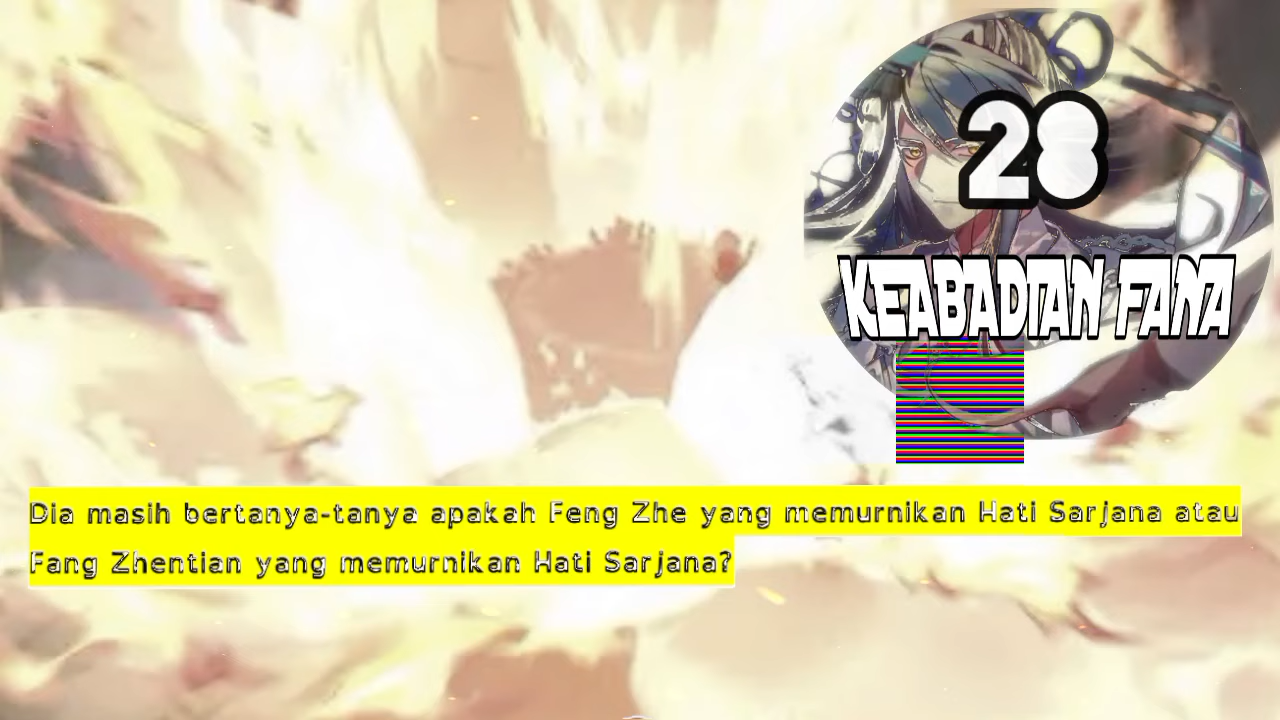 28
KEABADIAN FANA
Dia masih bertanya-tanya apakah Feng Zhe yang memurnikan Hati Sarjana atau
Fang Zhentian yang memurnikan Hati Sarjana?